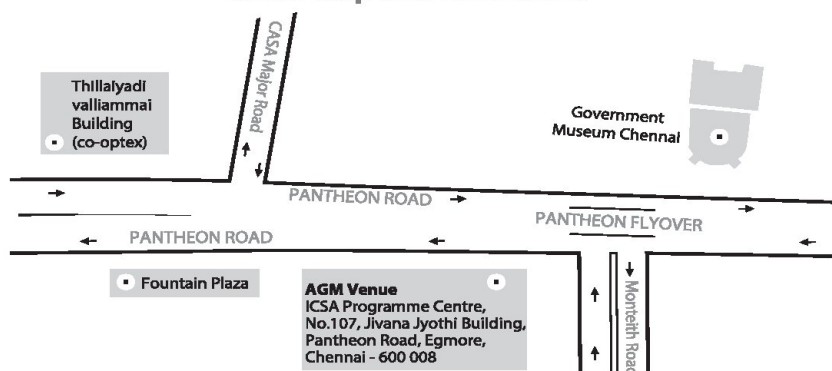 CASA Major Road
Thillaiyadi
valliammai
Building
(co-optex)
Government
Museum Chennai
PANTHEON ROAD
PANTHEON FLYOVER
PANTHEON ROAD
Fountain Plaza
AGM Venue
ICSA Programme Centre,
No.107, Jivana Jyothi Building,
Pantheon Road, Egmore,
Chennai - 600 008
Monteith Road